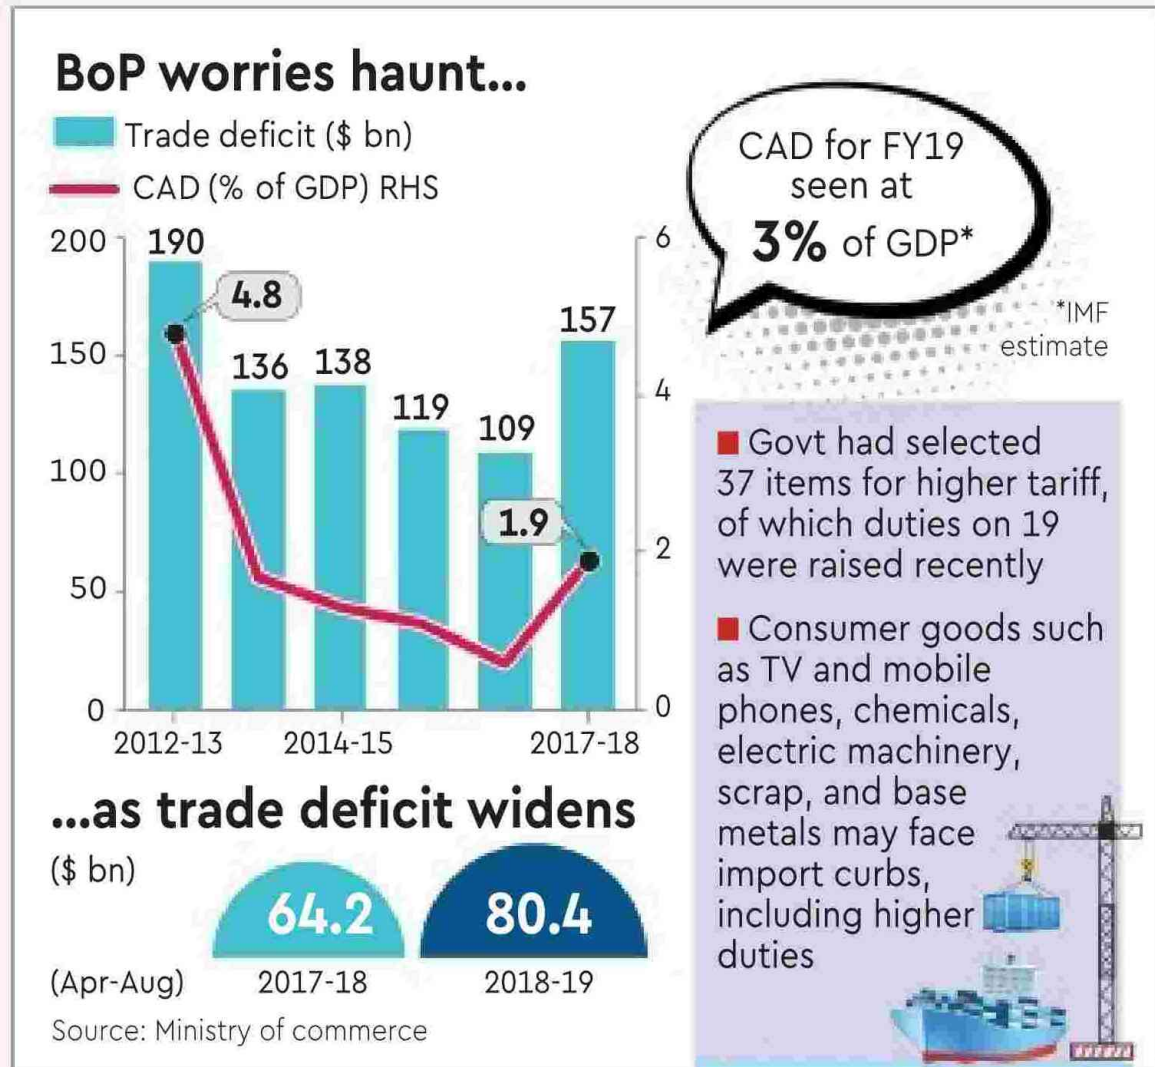 BoP worries haunt...
Trade deficit ($ bn)
CAD (% of GDP) RHS
200
150
100
50
0
190
136
138
119
109
157
4.8
1.9
6
4
2
0
2012-13
2014-15
2017-18
...as trade deficit widens
($ bn)
64.2
80.4
(Apr-Aug)
2017-18
2018-19
Source: Ministry of commerce
CAD for FY19
seen at
3% of GDP*
*IMF
estimate
Govt had selected
37 items for higher tariff,
of which duties on 19
were raised recently
Consumer goods such
as TV and mobile
phones, chemicals,
electric machinery,
scrap, and base
metals may face
import curbs,
including higher
duties